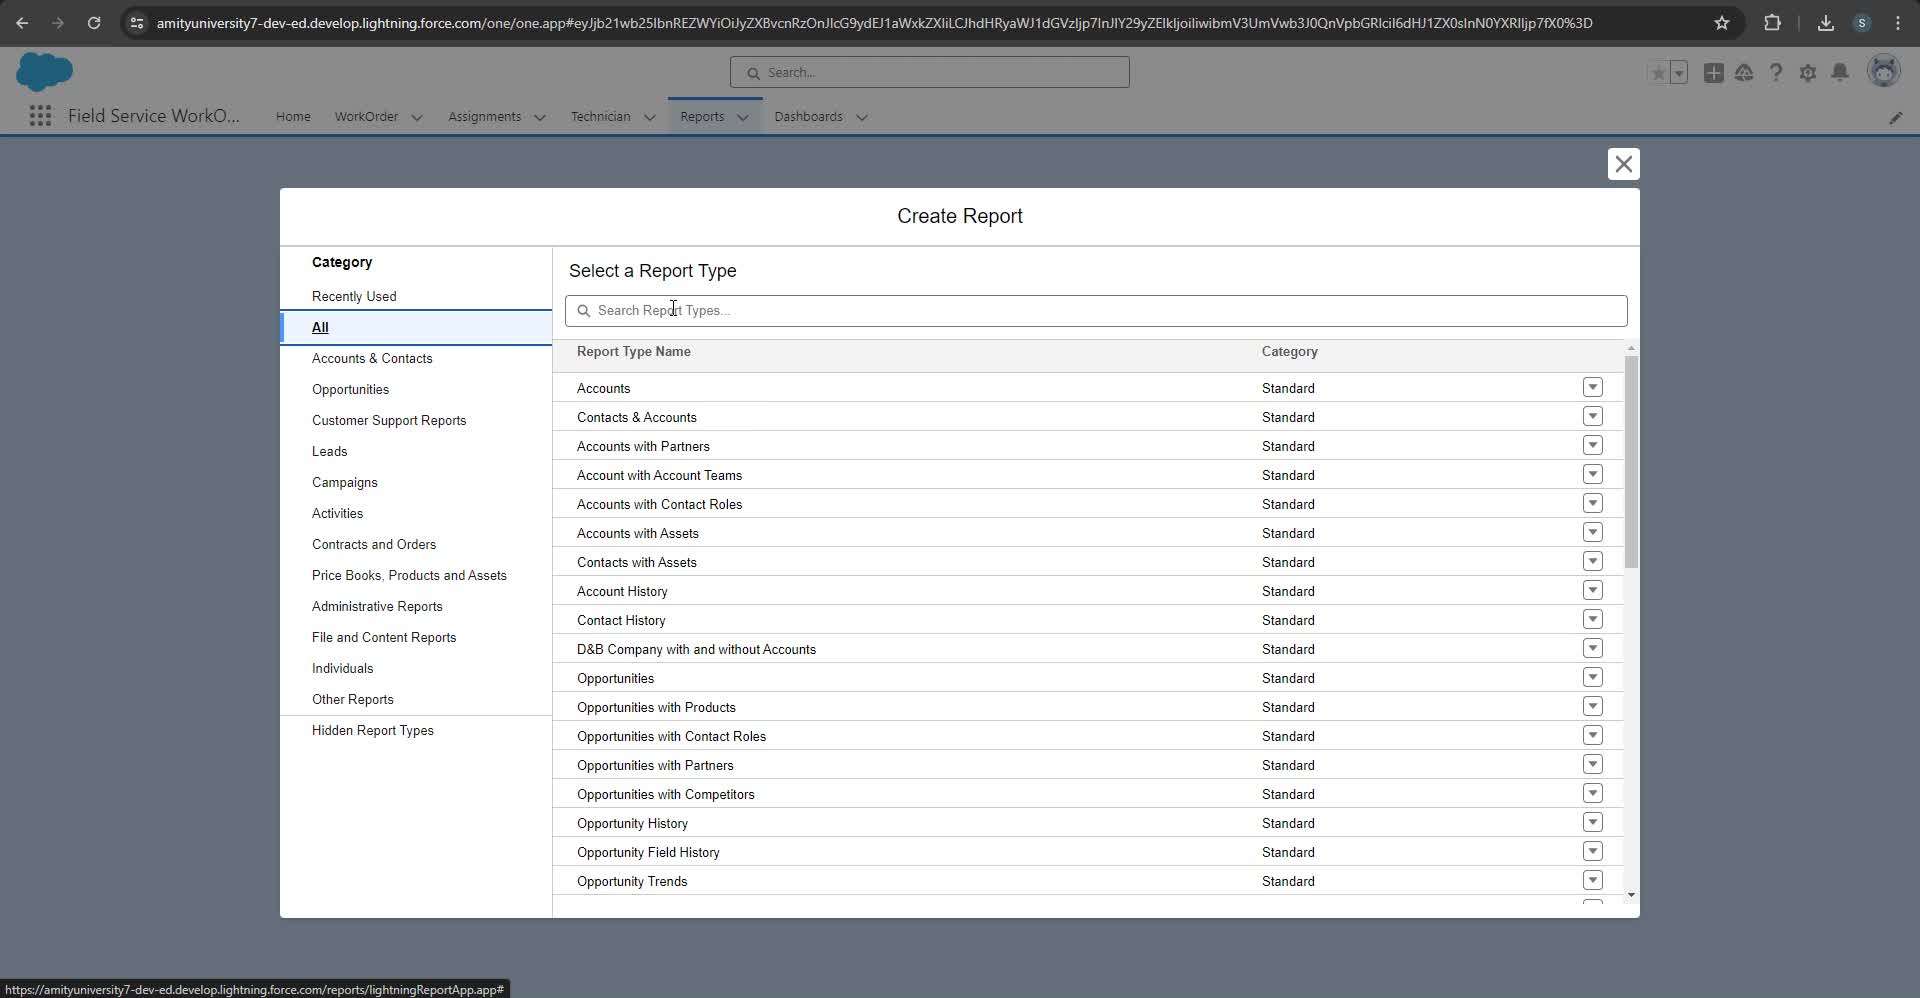 amityuniversity7-dev-ed.develop.lightning.force.com/one/one.app#eyJjb21wb25lbnREZWYiOiJyZXBvcnRzOnJlcG9ydEJ1aWxkZXIiLCJhdHRyaWJ1dGVzIjp7InJlY29yZElkIjoiIiwibmV3UmVwb3J0QnVpbGRlciI6dHJ1ZX0sInN0YXRlIjp7fX0%3D
S
Search...
Field Service WorkO...
Home
WorkOrder
Assignments
Technician
Reports
Dashboards
Create Report
Category
Recently Used
All
Accounts & Contacts
Opportunities
Customer Support Reports
Leads
Campaigns
Activities
Contracts and Orders
Price Books, Products and Assets
Administrative Reports
File and Content Reports
Individuals
Other Reports
Hidden Report Types
Select a Report Type
Search Report Types...
Report Type Name Category
Accounts Standard
Contacts & Accounts Standard
Accounts with Partners Standard
Account with Account Teams Standard
Accounts with Contact Roles Standard
Accounts with Assets Standard
Contacts with Assets Standard
Account History Standard
Contact History Standard
D&B Company with and without Accounts Standard
Opportunities Standard
Opportunities with Products Standard
Opportunities with Contact Roles Standard
Opportunities with Partners Standard
Opportunities with Competitors Standard
Opportunity History Standard
Opportunity Field History Standard
Opportunity Trends Standard
https://amityuniversity7-dev-ed.develop.lightning.force.com/reports/lightningReportApp.app#